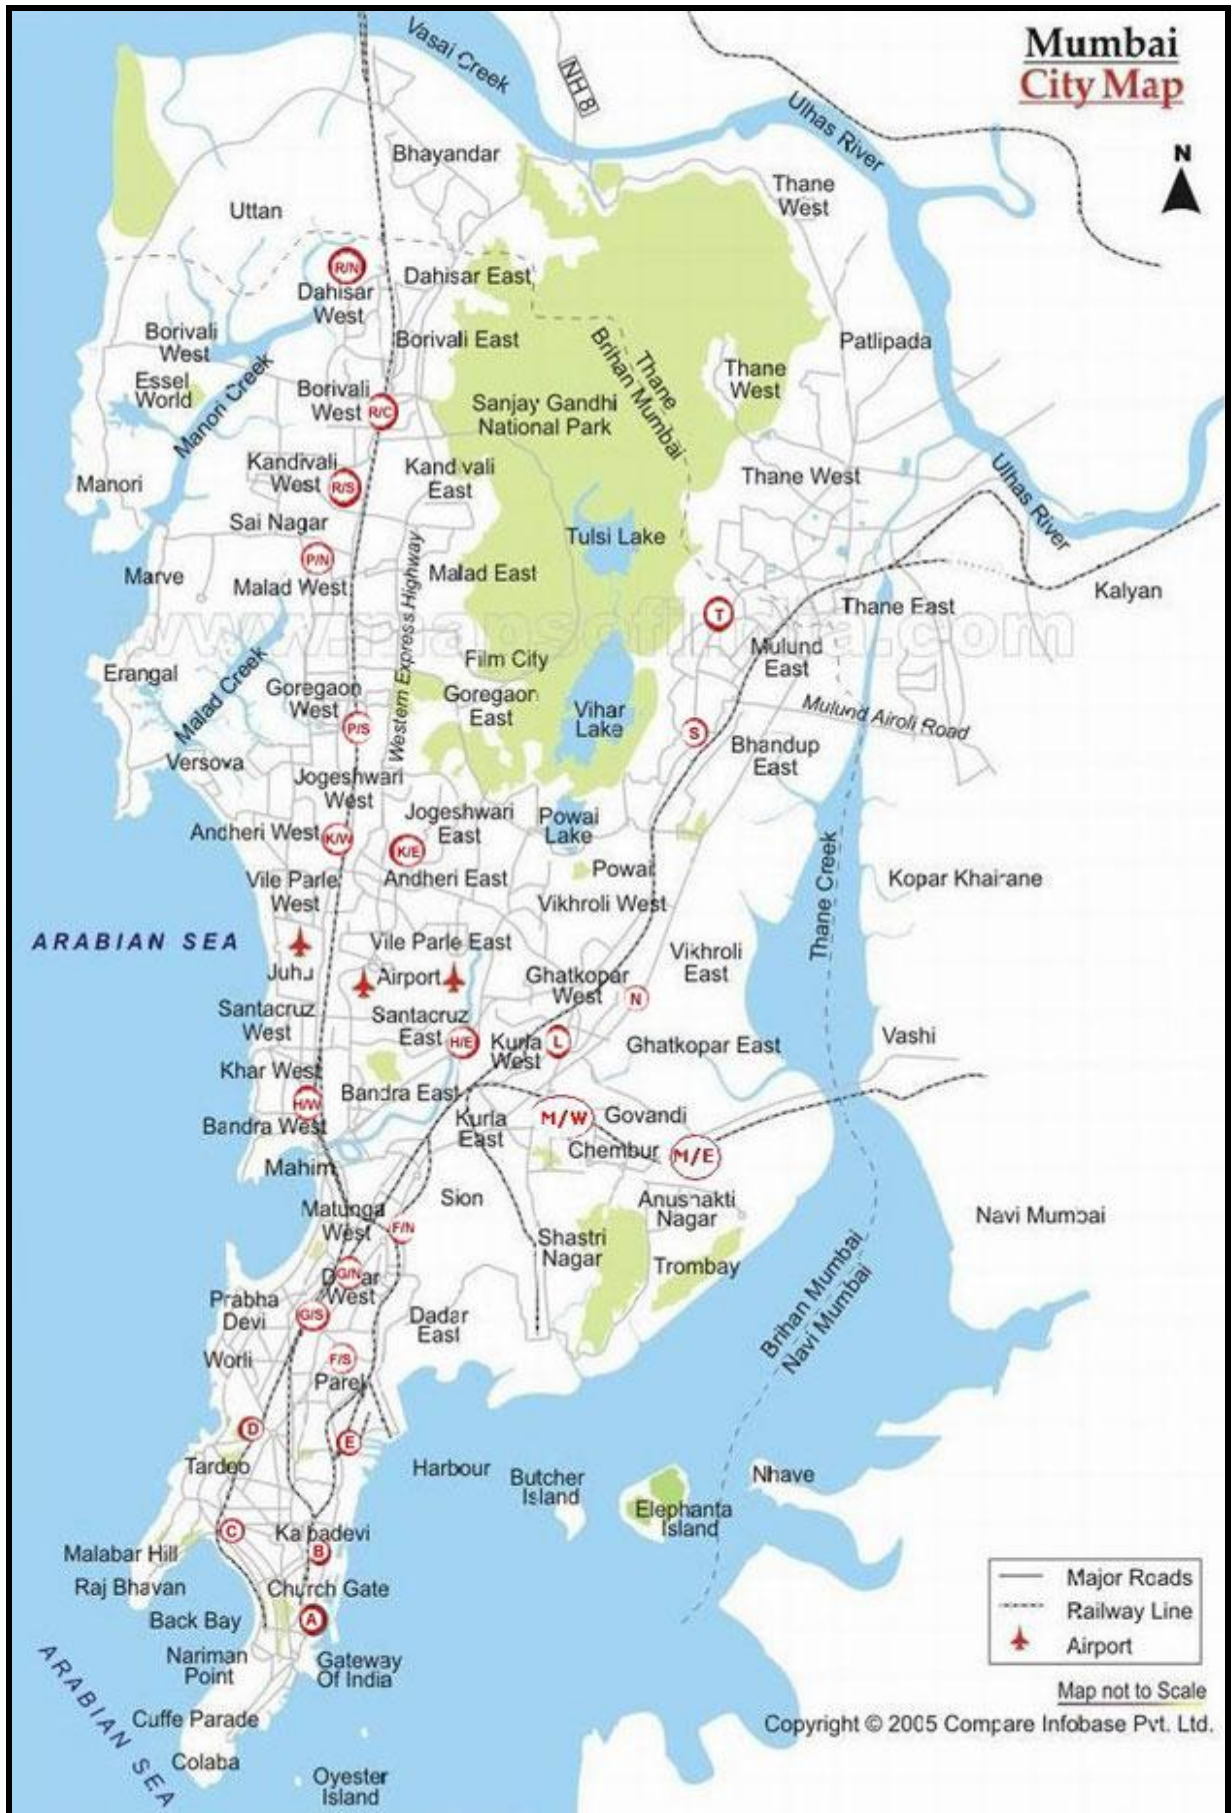 Mumbai
City Map
N
Vasai Creek
NH 8
Ulhas River
Bhayandar
Thane
West
Uttan
R/N
Dahisar
West
Dahisar East
Borivali
West
Borivali East
Thane
Brihan Mumbai
Patlipada
Essel
World
Manori Creek
Borivali
West
R/C
Thane
West
Sanjay Gandhi
National Park
Manori
Kandivali
West
R/S
Kandivali
East
Thane West
Ulhas River
Sai Nagar
P/N
Tulsi Lake
Marve
Malad West
Western Express Highway
Malad East
Kalyan
T
Thane East
Erangal
Malad Creek
Film City
Mulund
East
Goregaon
West
Goregaon
East
P/S
Vihar
Lake
S
Mulund Airoli Road
Versova
Bhandup
East
Jogeshwari
West
Jogeshwari
East
Powai
Lake
Andheri West
K/W
K/E
Andheri East
Powai
Thane Creek
Kopar Khairane
Vile Parle
West
Vikhroli West
ARABIAN SEA
Vile Parle East
Vikhroli
East
Juhu
Airport
Ghatkopar
West
N
Santacruz
West
Santacruz
East
H/E
Kurla
West
L
Ghatkopar East
Vashi
Khar West
Bandra East
H/W
Bandra West
Kurla
East
M/W
Govandi
Chembur
M/E
Mahim
Sion
Anushakti
Nagar
Navi Mumbai
Matunga
West
F/N
Shastri
Nagar
Trombay
G/N
West
Prabha
Devi
G/S
Dadar
East
Brihan Mumbai
Navi Mumbai
Worli
F/S
Parel
D
E
Tardeo
Harbour
Butcher
Island
Elephanta
Island
Nhave
C
Kalbadevi
B
Malabar Hill
Raj Bhavan
Church Gate
Back Bay
A
Nariman
Point
Gateway
Of India
ARABIAN SEA
Cuffe Parade
Colaba
Oyester
Island
Major Roads
Railway Line
Airport
Map not to Scale
Copyright © 2005 Compare Infobase Pvt. Ltd.